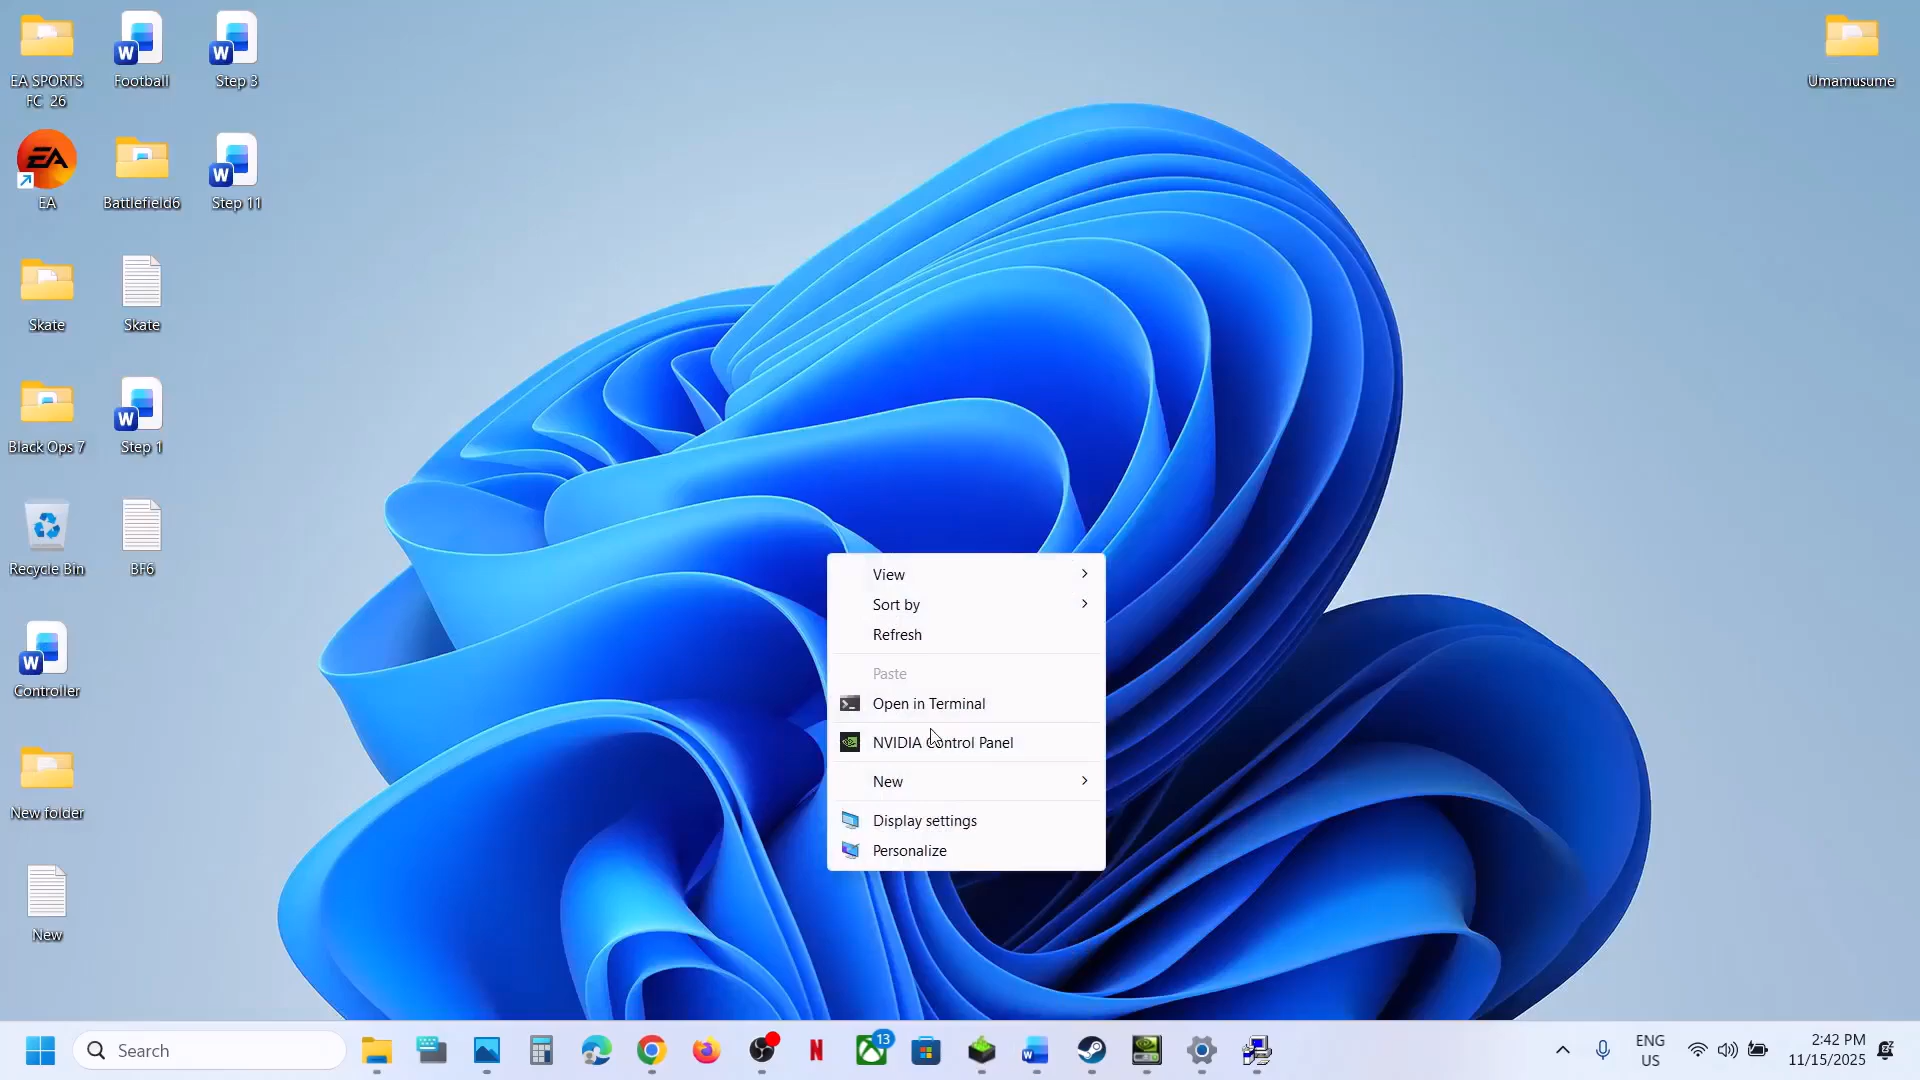 EA SPORTS
FC 26
Football
Step 3
Umamusume
EA
Battlefield6
Step 11
Skate
Skate
Black Ops 7
Step 1
Recycle Bin
BF6
Controller
New folder
New
View
Sort by
Refresh
Paste
Open in Terminal
NVIDIA Control Panel
New
Display settings
Personalize
Search
13
ENG
US
2:42 PM
11/15/2025